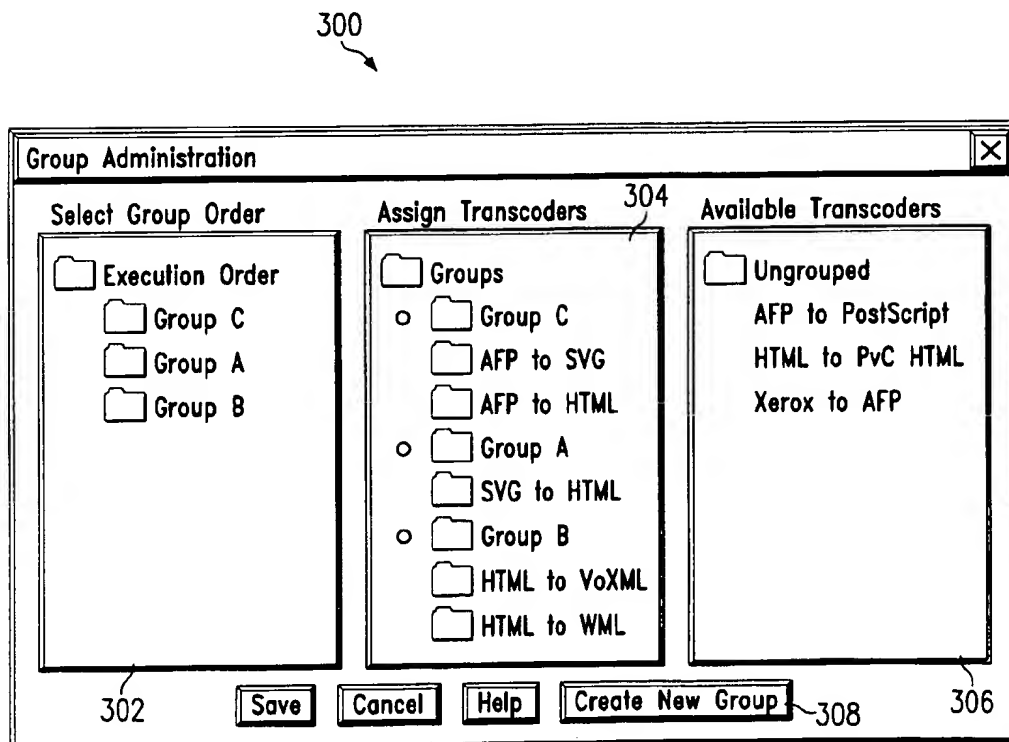 300
Group Administration
Select Group Order
Execution Order
Group C
Group A
Group B
302
Assign Transcoders
304
Groups
Group C
AFP to SVG
AFP to HTML
Group A
SVG to HTML
Group B
HTML to VoXML
HTML to WML
Available Transcoders
Ungrouped
AFP to PostScript
HTML to PvC HTML
Xerox to AFP
306
Save
Cancel
Help
Create New Group
308